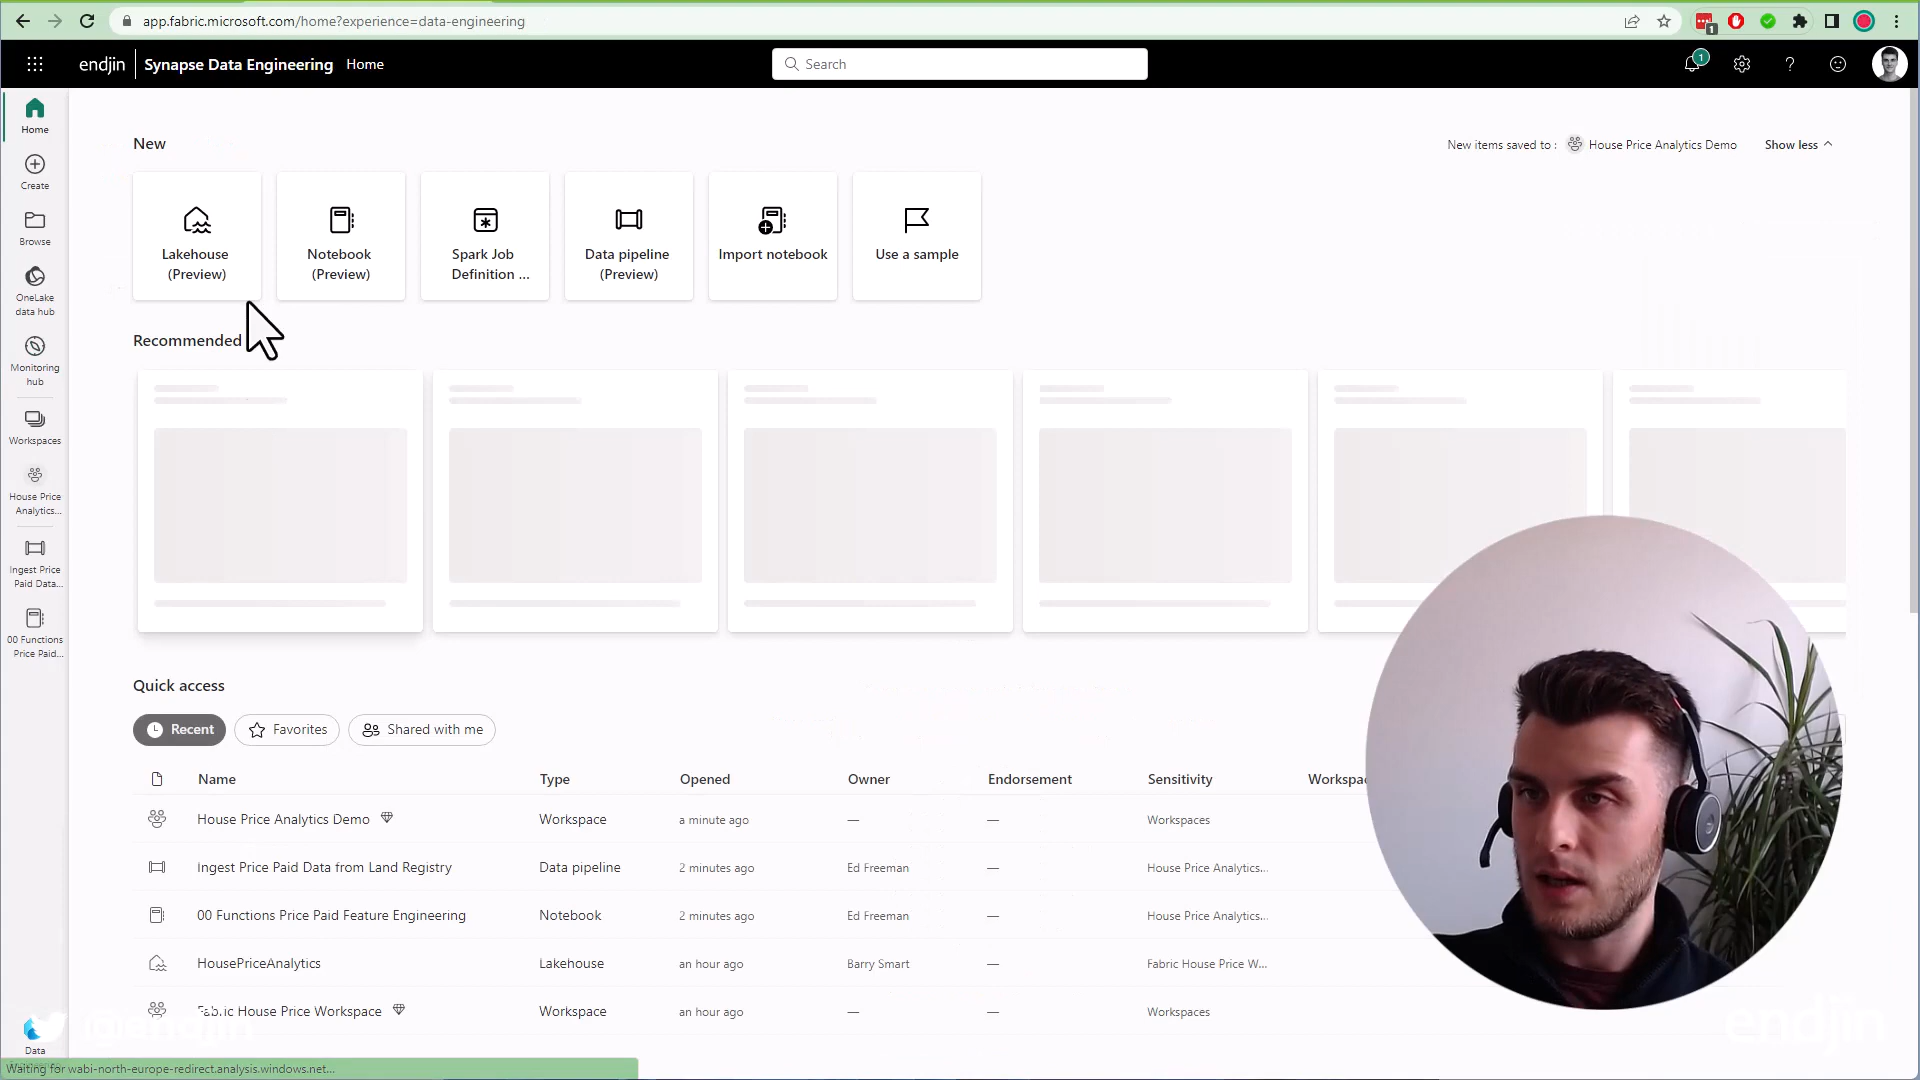 app.fabric.microsoft.com/home?experience=data-engineering
1
endjin
Synapse Data Engineering
Home
Search
1
?
Home
Create
Browse
OneLake
data hub
Monitoring
hub
Workspaces
House Price
Analytics...
Ingest Price
Paid Data...
00 Functions
Price Paid...
Data
New
New items saved to :
House Price Analytics Demo
Show less
Lakehouse
(Preview)
Notebook
(Preview)
Spark Job
Definition ...
Data pipeline
(Preview)
Import notebook
Use a sample
Recommended
Quick access
Recent
Favorites
Shared with me
Name Type Opened Owner Endorsement Sensitivity
House Price Analytics Demo Workspace a minute ago — — Workspaces
Ingest Price Paid Data from Land Registry Data pipeline 2 minutes ago Ed Freeman — House Price Analytics...
00 Functions Price Paid Feature Engineering Notebook 2 minutes ago Ed Freeman — House Price Analytics...
HousePriceAnalytics Lakehouse an hour ago Barry Smart — Fabric House Price W...
Fabric House Price Workspace Workspace an hour ago — — Workspaces
@endjin
endjin
Waiting for wabi-north-europe-redirect.analysis.windows.net...